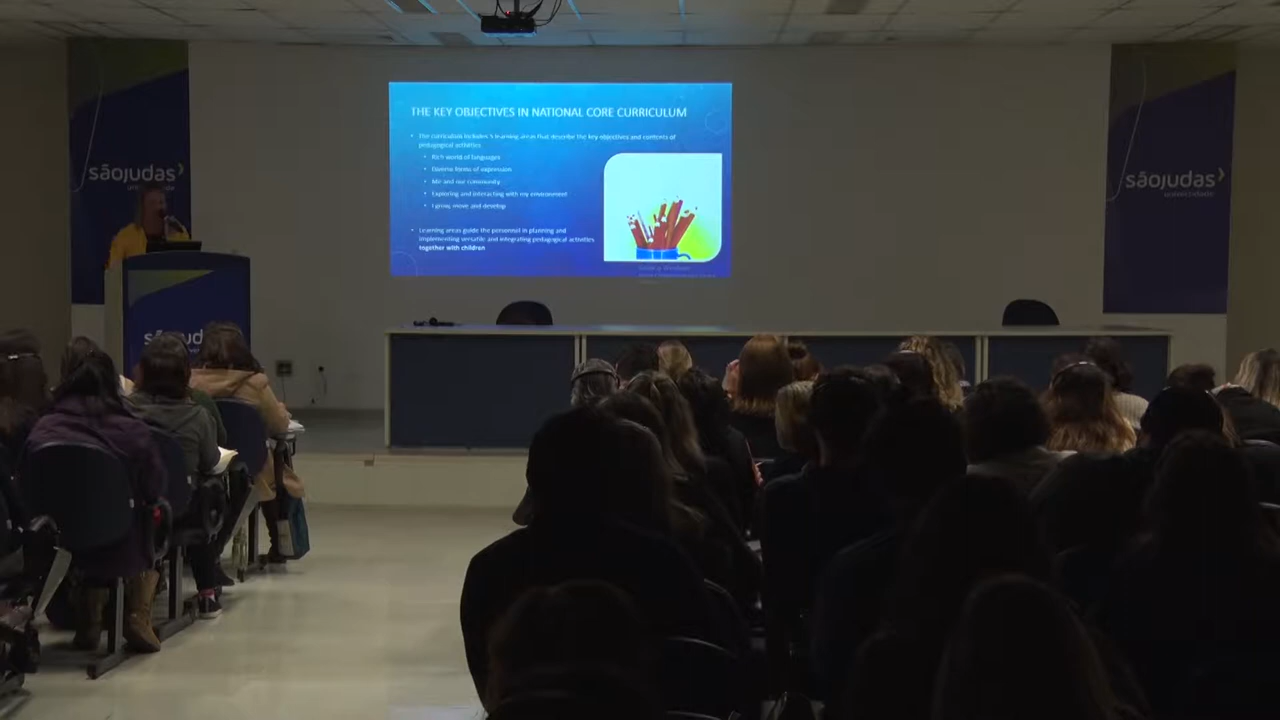 THE KEY OBJECTIVES IN NATIONAL CORE CURRICULUM
• The curriculum includes 5 learning areas that describe the key objectives and contents of
pedagogical activities
• Rich world of languages
• Diverse forms of expression
• Me and our community
• Exploring and interacting with my environment
• I grow, move and develop
• Learning areas guide the personnel in planning and
implementing versatile and integrating pedagogical activities
together with children
sãojudas
universidade
sãojudas
universidade
sãojud